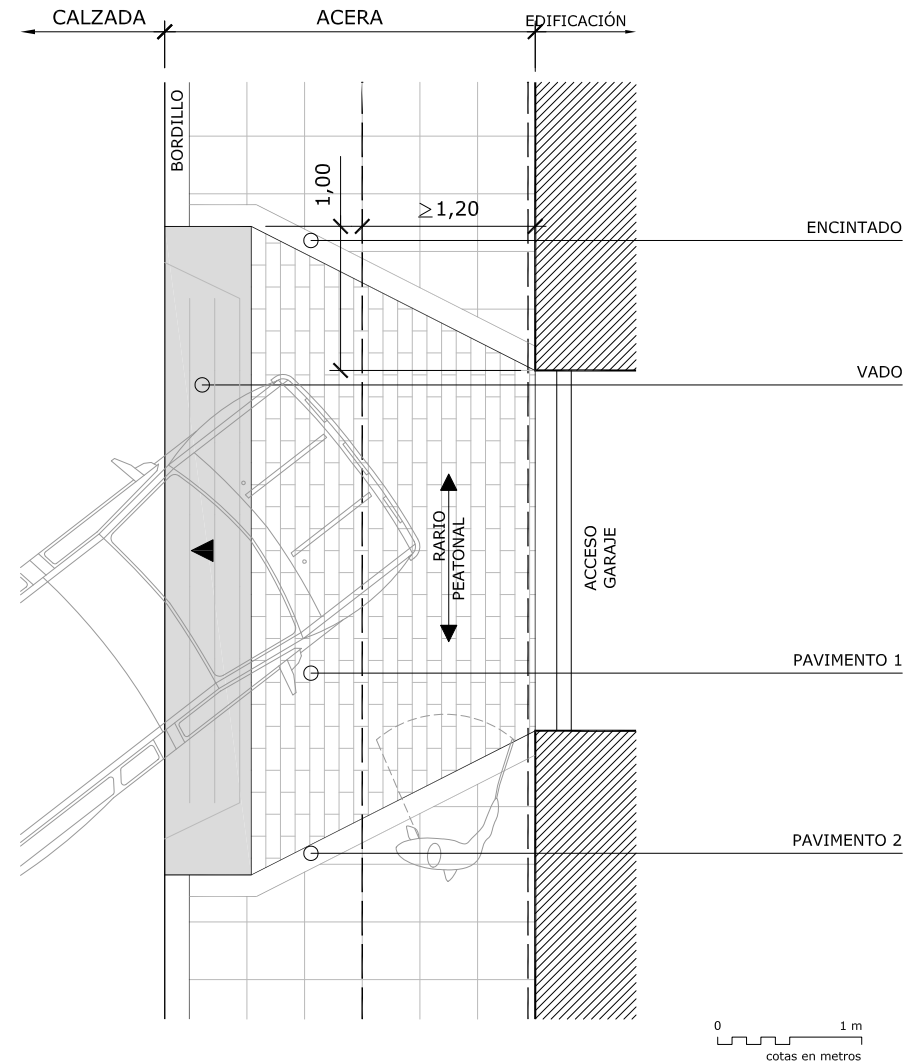 CALZADA
ACERA
EDIFICACIÓN
BORDILLO
1,00
≥1,20
ENCINTADO
VADO
RARIO
PEATONAL
ACCESO
GARAJE
PAVIMENTO 1
PAVIMENTO 2
0 1 m
cotas en metros